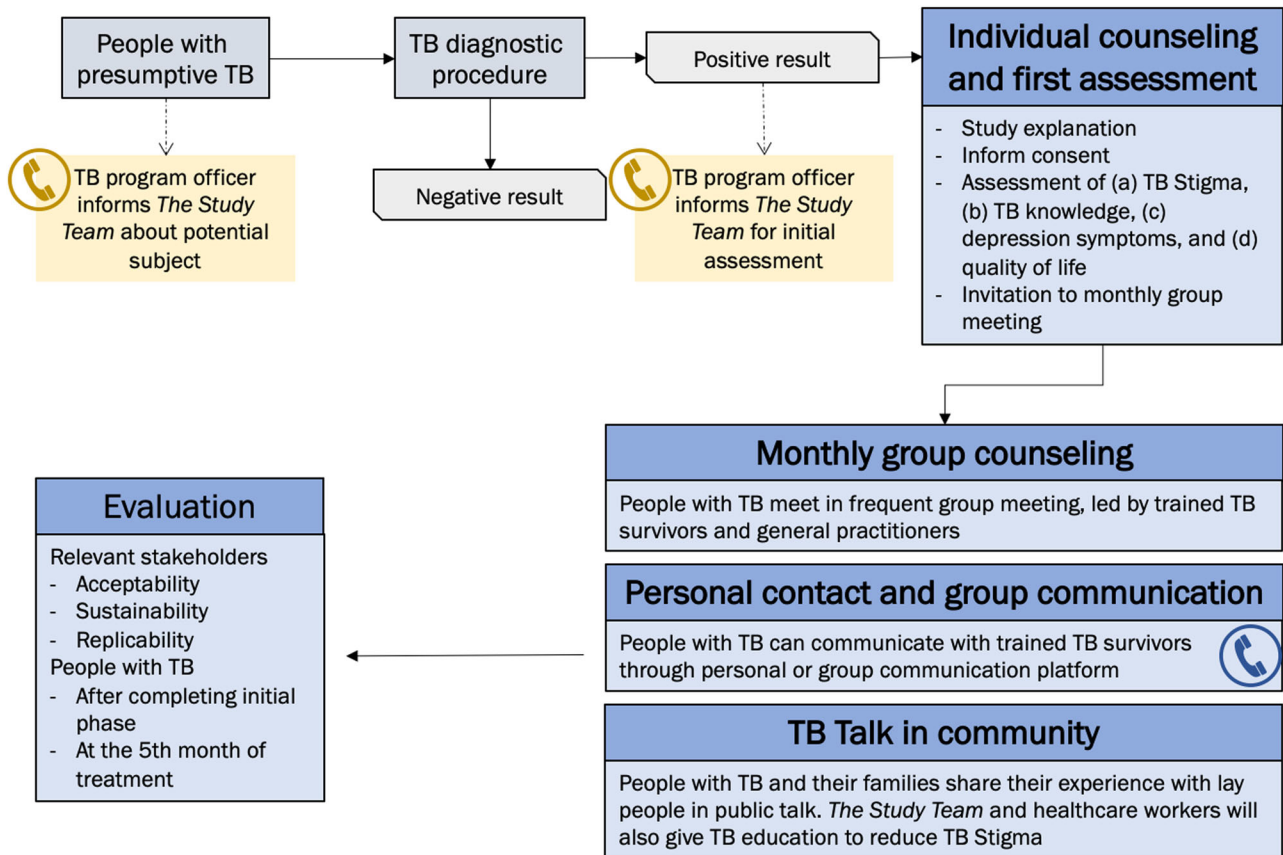 People with
presumptive TB
TB diagnostic
procedure
Positive result
Individual counseling
and first assessment
- Study explanation
- Inform consent
- Assessment of (a) TB Stigma,
(b) TB knowledge, (c)
depression symptoms, and (d)
quality of life
- Invitation to monthly group
meeting
TB program officer
informs The Study
Team about potential
subject
Negative result
TB program officer
informs The Study
Team for initial
assessment
Monthly group counseling
People with TB meet in frequent group meeting, led by trained TB
survivors and general practitioners
Personal contact and group communication
People with TB can communicate with trained TB survivors
through personal or group communication platform
TB Talk in community
People with TB and their families share their experience with lay
people in public talk. The Study Team and healthcare workers will
also give TB education to reduce TB Stigma
Evaluation
Relevant stakeholders
- Acceptability
- Sustainability
- Replicability
People with TB
- After completing initial
phase
- At the 5th month of
treatment